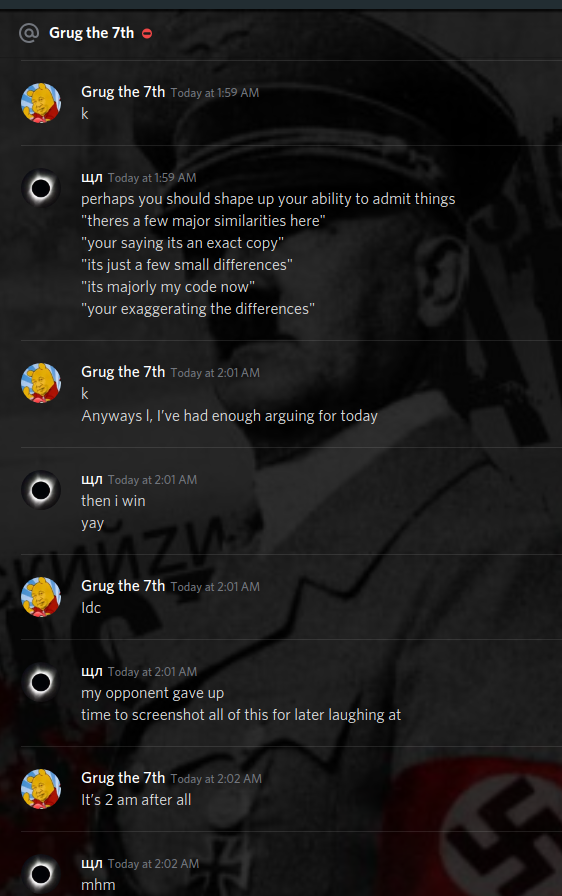 Grug the 7th
Grug the 7th Today at 1:59 AM
k
щл Today at 1:59 AM
perhaps you should shape up your ability to admit things
"theres a few major similarities here"
"your saying its an exact copy"
"its just a few small differences"
"its majorly my code now"
"your exaggerating the differences"
Grug the 7th Today at 2:01 AM
k
Anyways l, I've had enough arguing for today
щл Today at 2:01 AM
then i win
yay
Grug the 7th Today at 2:01 AM
Idc
щл Today at 2:01 AM
my opponent gave up
time to screenshot all of this for later laughing at
Grug the 7th Today at 2:02 AM
It's 2 am after all
щл Today at 2:02 AM
mhm